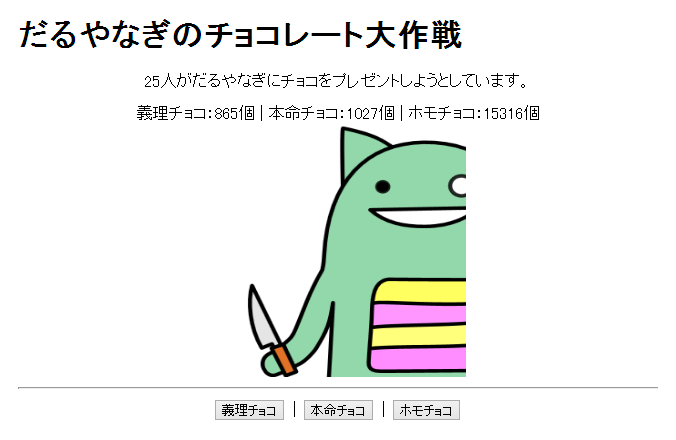 だるやなぎのチョコレート大作戦
25人がだるやなぎにチョコをプレゼントしようとしています。
義理チョコ：865個 | 本命チョコ：1027個 | ホモチョコ：15316個
義理チョコ | 本命チョコ | ホモチョコ